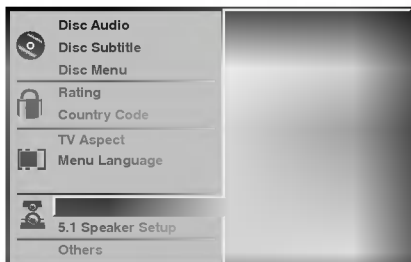 Disc Audio
Disc Subtitle
Disc Menu
Rating
Country Code
TV Aspect
Menu Language
5.1 Speaker Setup
Others